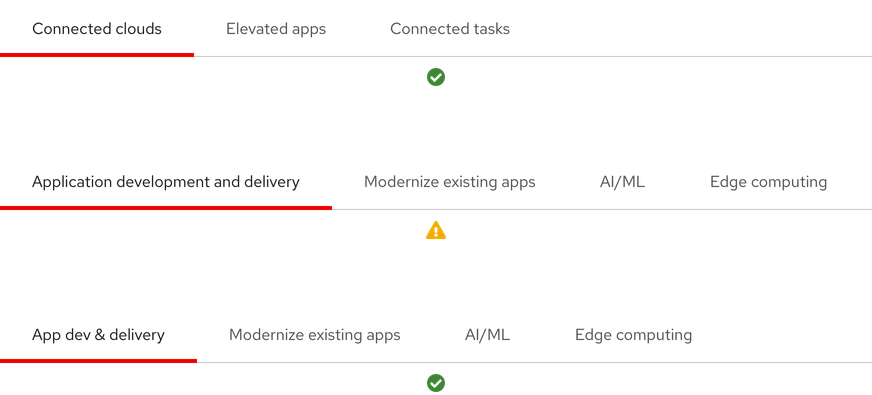 Connected clouds Elevated apps Connected tasks
Application development and delivery Modernize existing apps AI/ML Edge computing
App dev & delivery Modernize existing apps AI/ML Edge computing